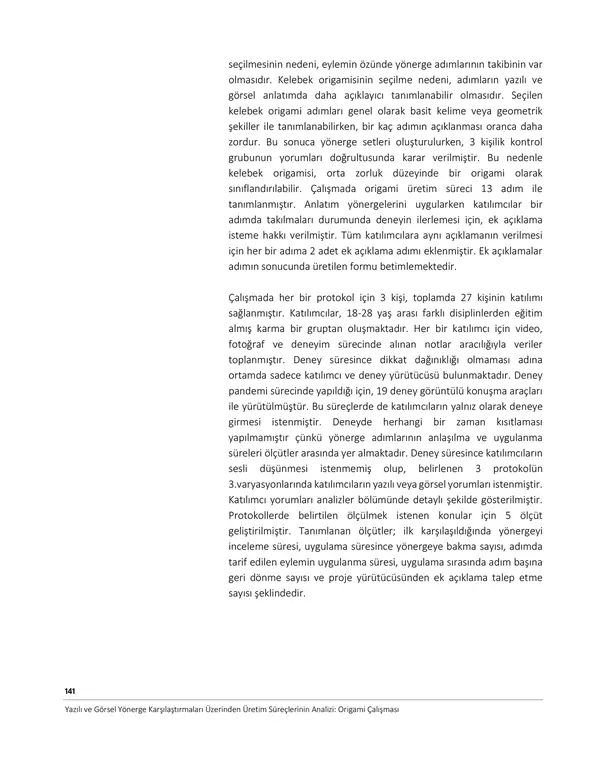 seçilmesinin nedeni, eylemin özünde yönerge adımlarının takibinin var
olmasıdır. Kelebek origamisinin seçilme nedeni, adımların yazılı ve
görsel anlatımda daha açıklayıcı tanımlanabilir olmasıdır. Seçilen
kelebek origami adımları genel olarak basit kelime veya geometrik
şekiller ile tanımlanabilirken, bir kaç adımın açıklanması oranca daha
zordur. Bu sonuca yönerge setleri oluşturulurken, 3 kişilik kontrol
grubunun yorumları doğrultusunda karar verilmiştir. Bu nedenle
kelebek origamisi, orta zorluk düzeyinde bir origami olarak
sınıflandırılabilir. Çalışmada origami üretim süreci 13 adım ile
tanımlanmıştır. Anlatım yönergelerini uygularken katılımcılar bir
adımda takılmaları durumunda deneyin ilerlemesi için, ek açıklama
isteme hakkı verilmiştir. Tüm katılımcılara aynı açıklamanın verilmesi
için her bir adıma 2 adet ek açıklama adımı eklenmiştir. Ek açıklamalar
adımın sonucunda üretilen formu betimlemektedir.
Çalışmada her bir protokol için 3 kişi, toplamda 27 kişinin katılımı
sağlanmıştır. Katılımcılar, 18-28 yaş arası farklı disiplinlerden eğitim
almış karma bir gruptan oluşmaktadır. Her bir katılımcı için video,
fotoğraf ve deneyim sürecinde alınan notlar aracılığıyla veriler
toplanmıştır. Deney süresince dikkat dağınıklığı olmaması adına
ortamda sadece katılımcı ve deney yürütücüsü bulunmaktadır. Deney
pandemi sürecinde yapıldığı için, 19 deney görüntülü konuşma araçları
ile yürütülmüştür. Bu süreçlerde de katılımcıların yalnız olarak deneye
girmesi istenmiştir. Deneyde herhangi bir zaman kısıtlaması
yapılmamıştır çünkü yönerge adımlarının anlaşılma ve uygulanma
süreleri ölçütler arasında yer almaktadır. Deney süresince katılımcıların
sesli düşünmesi istenmemiş olup, belirlenen 3 protokolün
3.varyasyonlarında katılımcıların yazılı veya görsel yorumları istenmiştir.
Katılımcı yorumları analizler bölümünde detaylı şekilde gösterilmiştir.
Protokollerde belirtilen ölçülmek istenen konular için 5 ölçüt
geliştirilmiştir. Tanımlanan ölçütler; ilk karşılaşıldığında yönergeyi
inceleme süresi, uygulama süresince yönergeye bakma sayısı, adımda
tarif edilen eylemin uygulanma süresi, uygulama sırasında adım başına
geri dönme sayısı ve proje yürütücüsünden ek açıklama talep etme
sayısı şeklindedir.
141
Yazılı ve Görsel Yönerge Karşılaştırmaları Üzerinden Üretim Süreçlerinin Analizi: Origami Çalışması